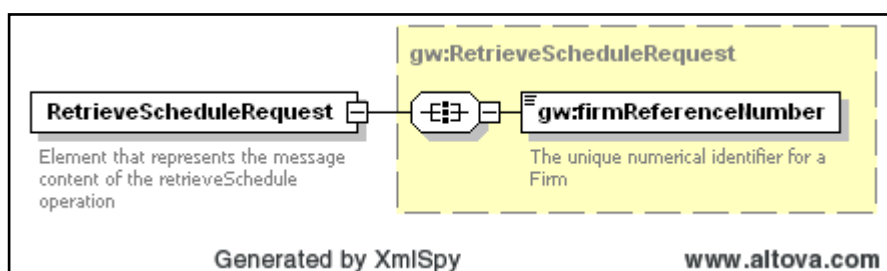 gw:RetrieveScheduleRequest
RetrieveScheduleRequest
gw:firmReferenceNumber
Element that represents the message
content of the retrieveSchedule
operation
The unique numerical identifier for a
Firm
Generated by XmlSpy
www.altova.com